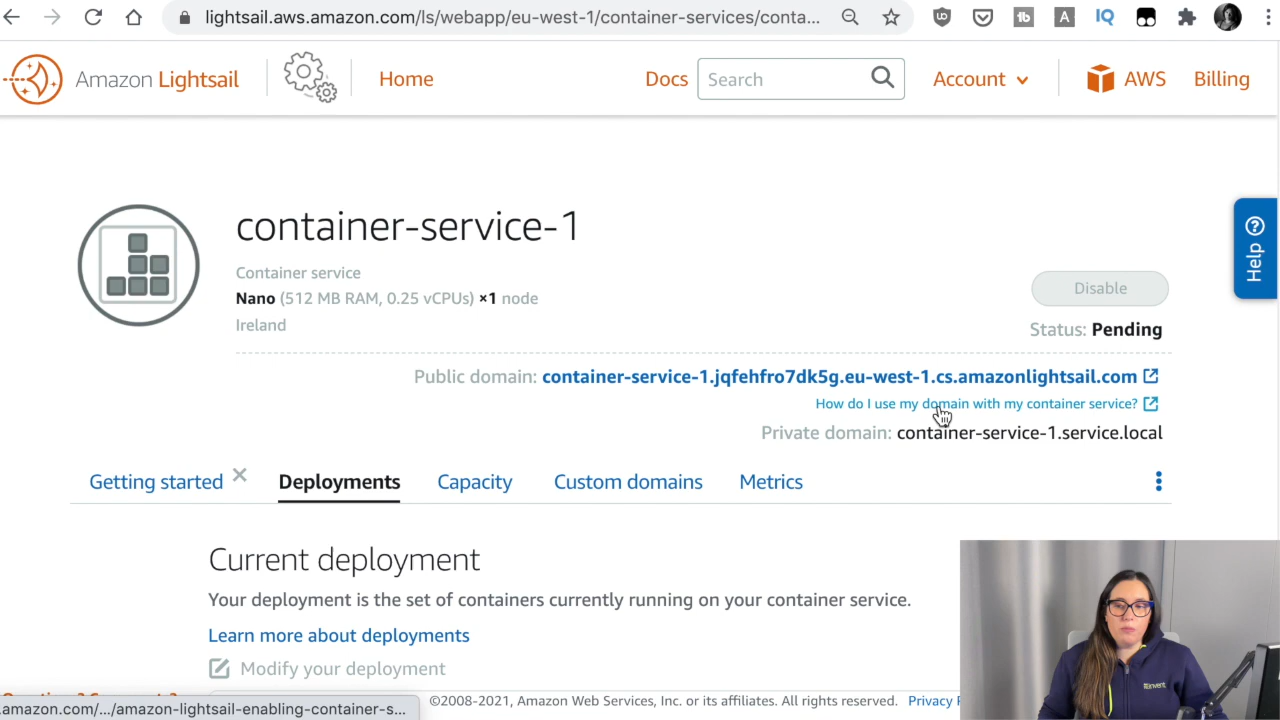 lightsail.aws.amazon.com/ls/webapp/eu-west-1/container-services/conta...
Amazon Lightsail
Home
Docs
Search
Account
AWS
Billing
container-service-1
Container service
Nano (512 MB RAM, 0.25 vCPUs) ×1 node
Ireland
Help
Disable
Status: Pending
Public domain: container-service-1.jqfehfro7dk5g.eu-west-1.cs.amazonlightsail.com
How do I use my domain with my container service?
Private domain: container-service-1.service.local
Getting started
Deployments
Capacity
Custom domains
Metrics
Current deployment
Your deployment is the set of containers currently running on your container service.
Learn more about deployments
Modify your deployment
.amazon.com/.../amazon-lightsail-enabling-container-s...
©2008-2021, Amazon Web Services, Inc. or its affiliates. All rights reserved.
Privacy